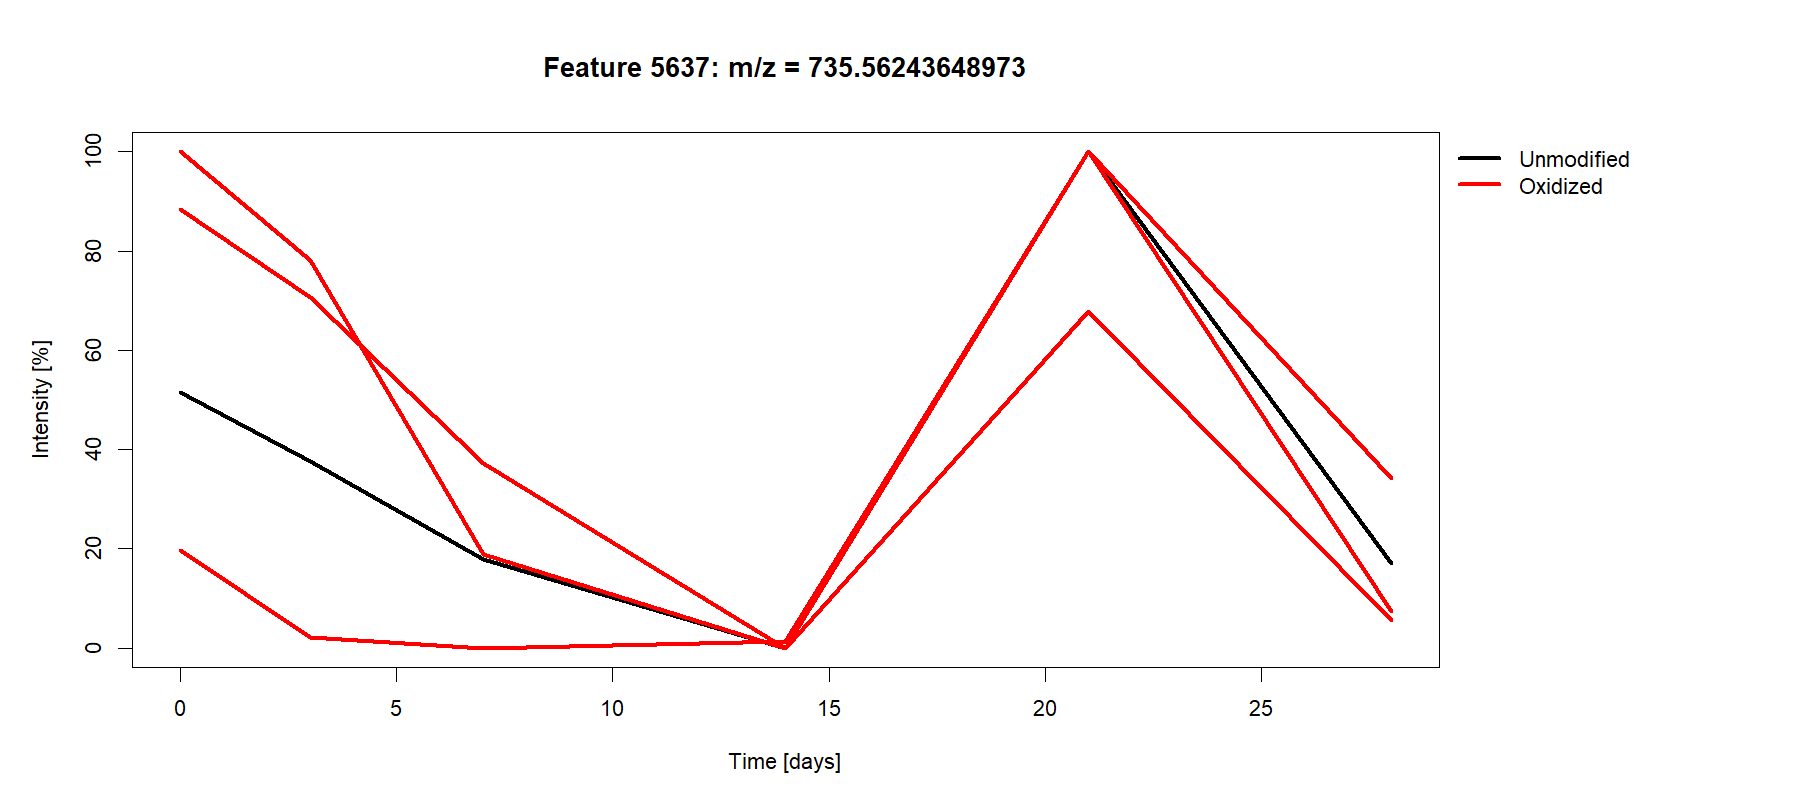 Feature 5637: m/z = 735.56243648973
Unmodified
Oxidized
Intensity [%]
100
80
60
40
20
0
0 5 10 15 20 25
Time [days]